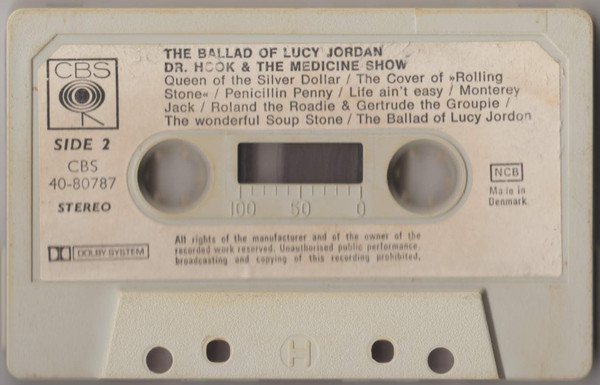 THE BALLAD OF LUCY JORDAN
DR. HOOK & THE MEDICINE SHOW
Queen of the Silver Dollar / The Cover of »Rolling
Stone« / Penicillin Penny / Life ain't easy / Monterey
Jack / Roland the Roadie & Gertrude the Groupie /
The wonderful Soup Stone / The Ballad of Lucy Jordon
CBS
SIDE 2
CBS
40-80787
STEREO
100 50 0
NCB
Made in
Denmark
DOLBY SYSTEM
All rights of the manufacturer and of the owner of the
recorded work reserved. Unauthorised public performance.
broadcasting and copying of this recording prohibited.
H